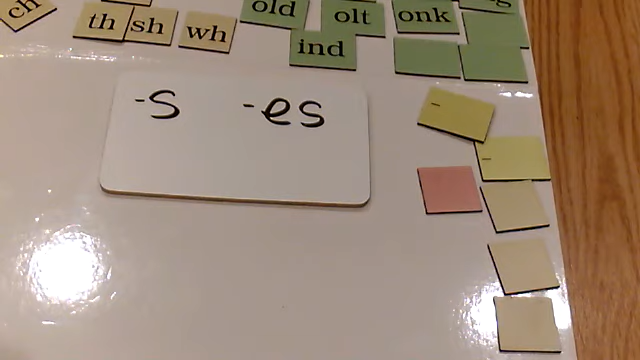 ch th sh wh old olt onk
ind
-s -es
-
-